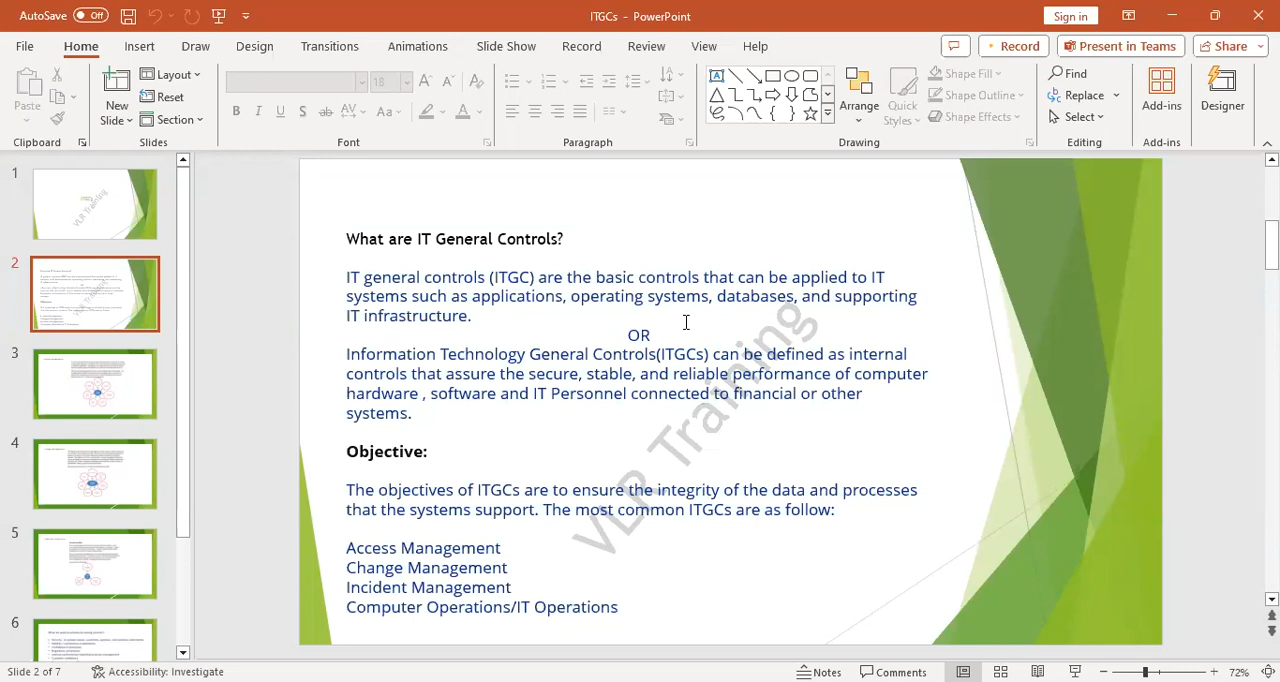 AutoSave Off ITGCs - PowerPoint Sign in
File Home Insert Draw Design Transitions Animations Slide Show Record Review View Help Record Present in Teams Share
Paste New Slide Layout Reset Section 18 Shape Fill Shape Outline Shape Effects Arrange Quick Styles Find Replace Select Add-ins Designer
Clipboard Slides Font Paragraph Drawing Editing Add-ins
1
2
3
4
5
6
What are IT General Controls?
IT general controls(ITGC) are the basic controls that can be applied to IT
systems such as applications, operating systems, databases, and supporting
IT infrastructure.
OR
Information Technology General Controls(ITGCs) can be defined as internal
controls that assure the secure, stable, and reliable performance of computer
hardware , software and IT Personnel connected to financial or other
systems.
Objective:
The objectives of ITGCs are to ensure the integrity of the data and processes
that the systems support. The most common ITGCs are as follow:
Access Management
Change Management
Incident Management
Computer Operations/IT Operations
VLR Training
Slide 2 of 7 Accessibility: Investigate Notes Comments 72%